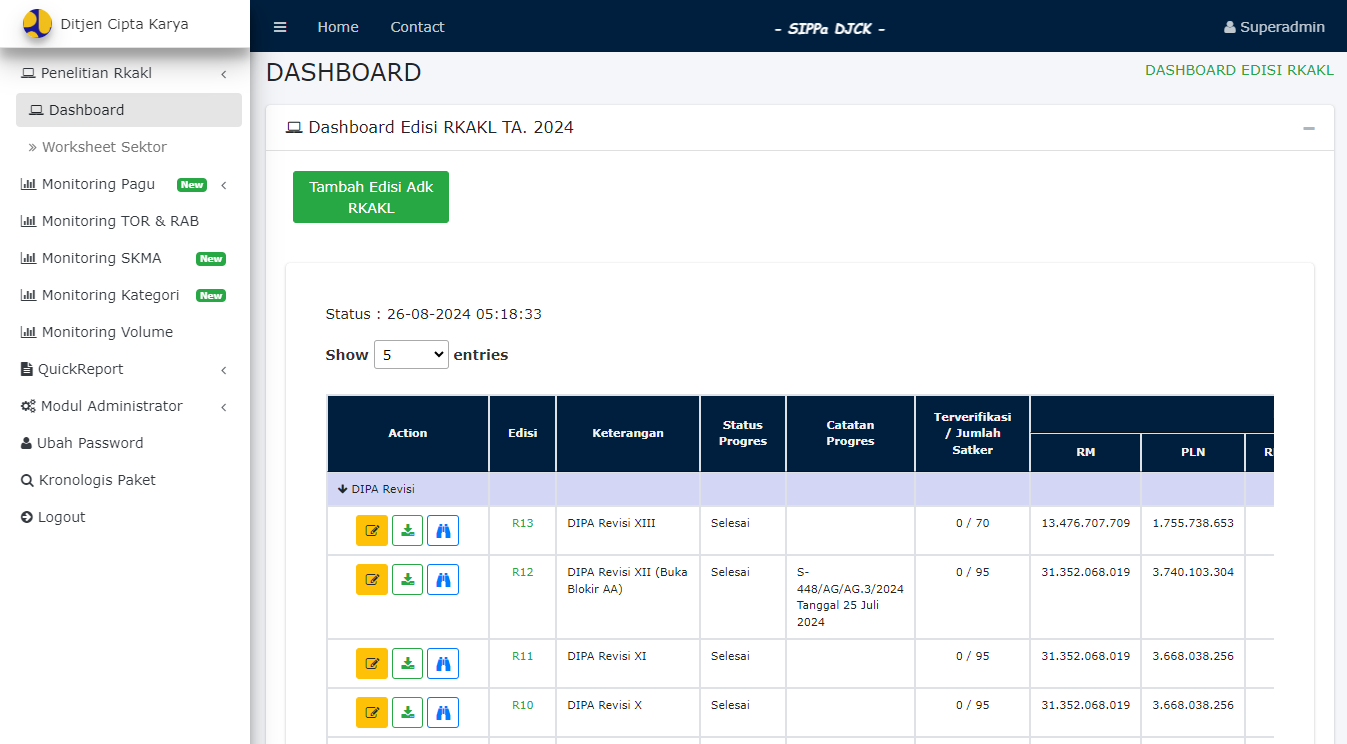 Ditjen Cipta Karya
Home
Contact
- SIPPa DJCK -
Superadmin
Penelitian Rkakl
Dashboard
Worksheet Sektor
Monitoring Pagu New
Monitoring TOR & RAB
Monitoring SKMA New
Monitoring Kategori New
Monitoring Volume
QuickReport
Modul Administrator
Ubah Password
Kronologis Paket
Logout
DASHBOARD
DASHBOARD EDISI RKAKL
Dashboard Edisi RKAKL TA. 2024
Tambah Edisi Adk
RKAKL
Status : 26-08-2024 05:18:33
Show 5 entries
Action
Edisi
Keterangan
Status
Progres
Catatan
Progres
Terverifikasi
/ Jumlah
Satker
RM
PLN
DIPA Revisi
R13
DIPA Revisi XIII
Selesai
0 / 70
13.476.707.709
1.755.738.653
R12
DIPA Revisi XII (Buka
Blokir AA)
Selesai
S-
448/AG/AG.3/2024
Tanggal 25 Juli
2024
0 / 95
31.352.068.019
3.740.103.304
R11
DIPA Revisi XI
Selesai
0 / 95
31.352.068.019
3.668.038.256
R10
DIPA Revisi X
Selesai
0 / 95
31.352.068.019
3.668.038.256